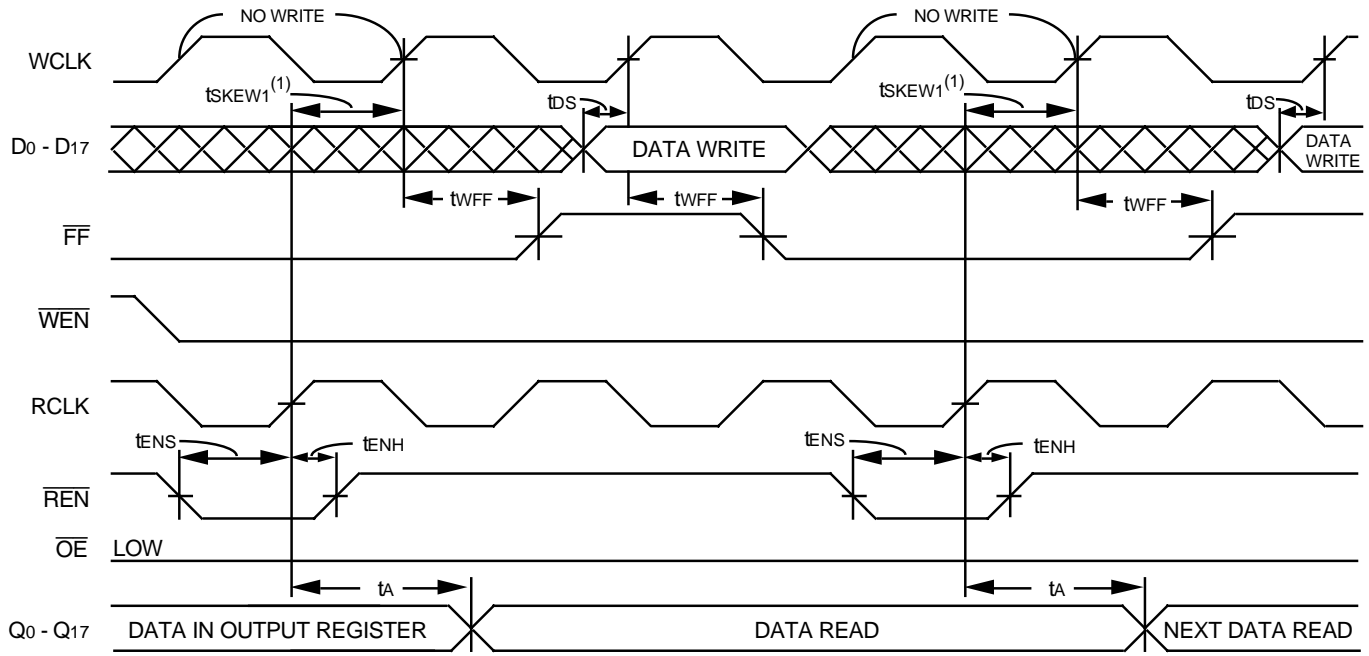 NO WRITE NO WRITE
WCLK
tSKEW1(1) tDS tSKEW1(1) tDS
D0 - D17 DATA WRITE DATA WRITE
tWFF tWFF tWFF
FF
WEN
RCLK
tENS tENH tENS tENH
REN
OE LOW
tA tA
Q0 - Q17 DATA IN OUTPUT REGISTER DATA READ NEXT DATA READ